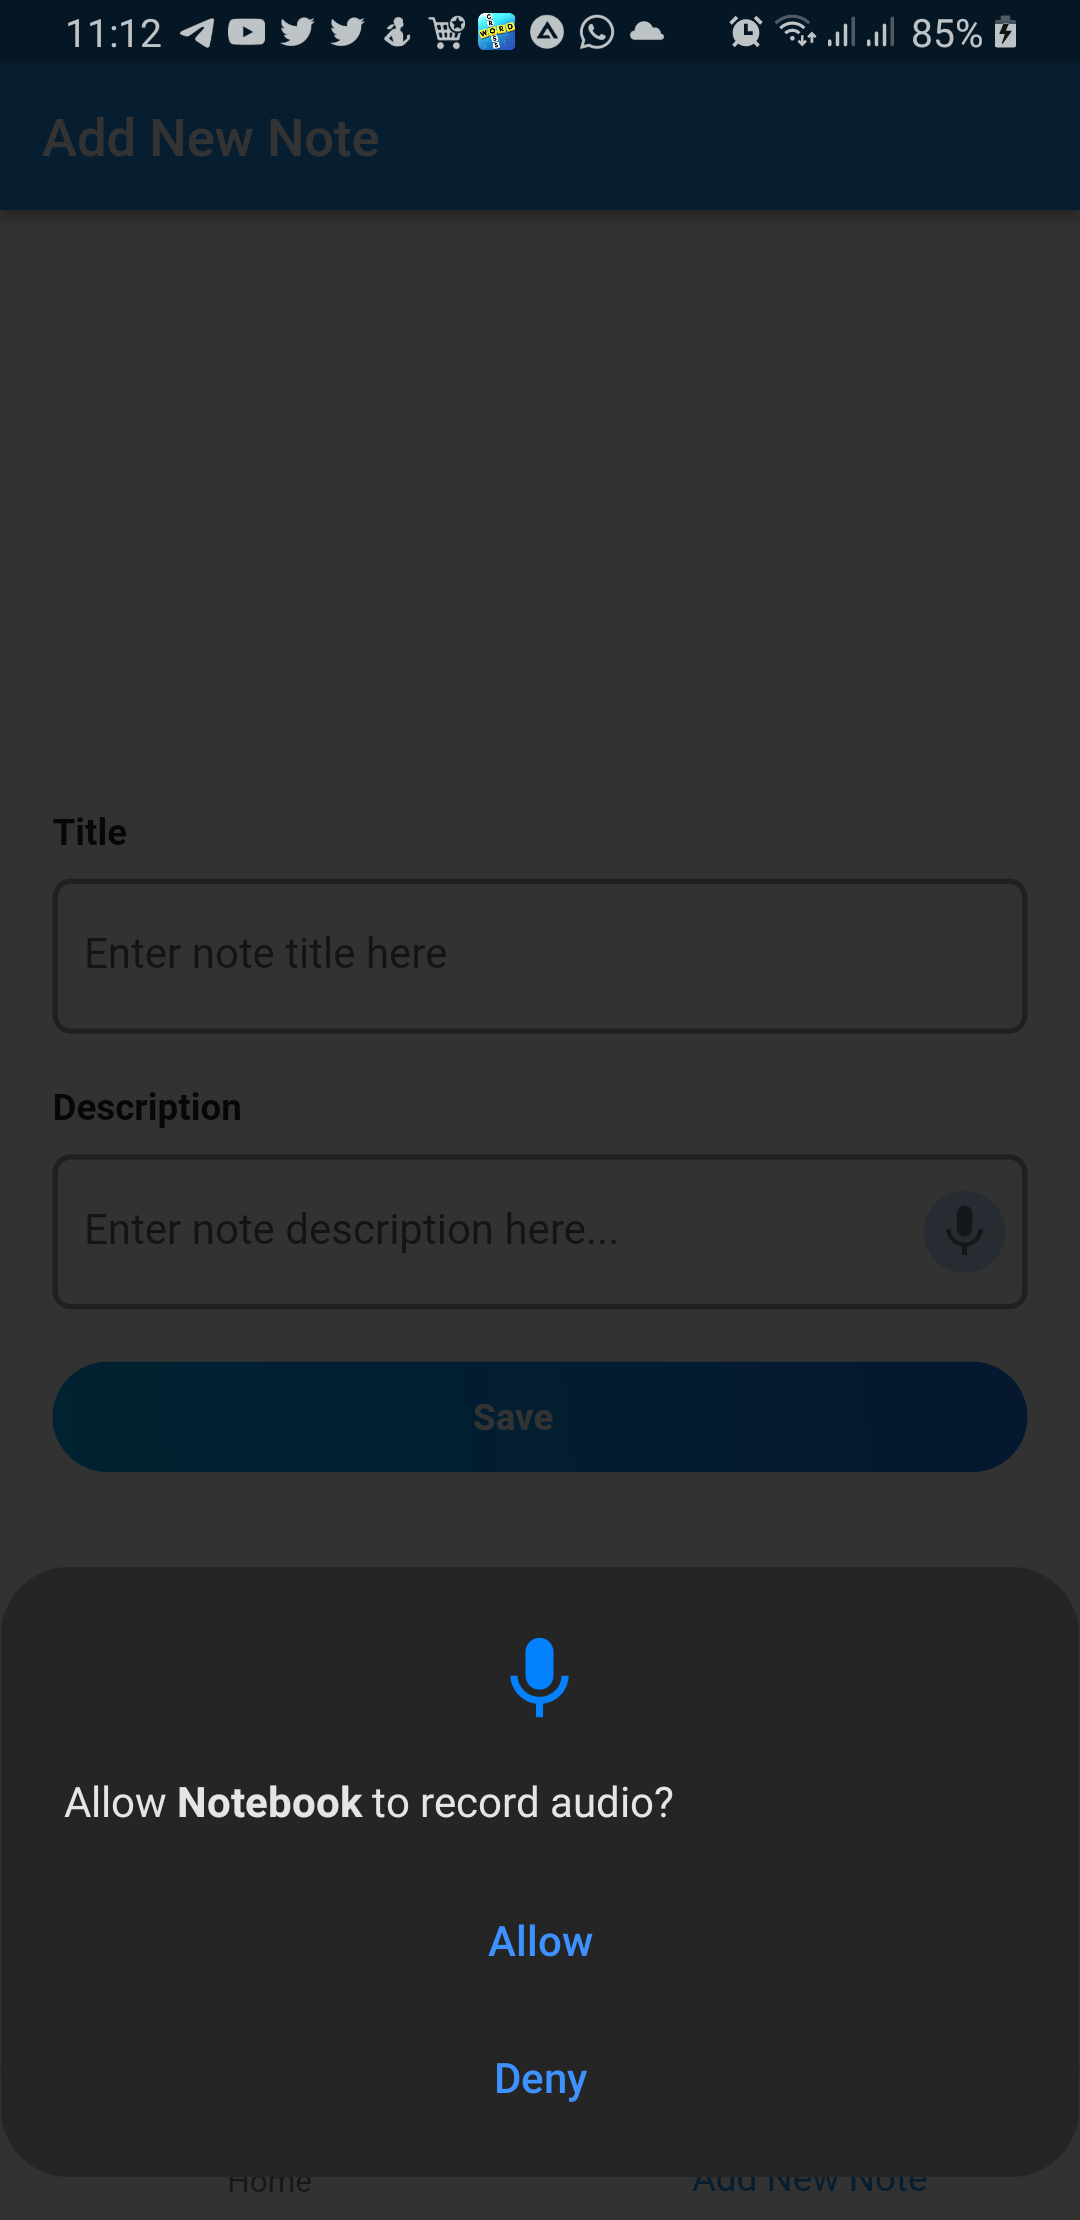 11:12 85%
Add New Note
Title
Enter note title here
Description
Enter note description here...
Save
Allow Notebook to record audio?
Allow
Deny
Home Add New Note